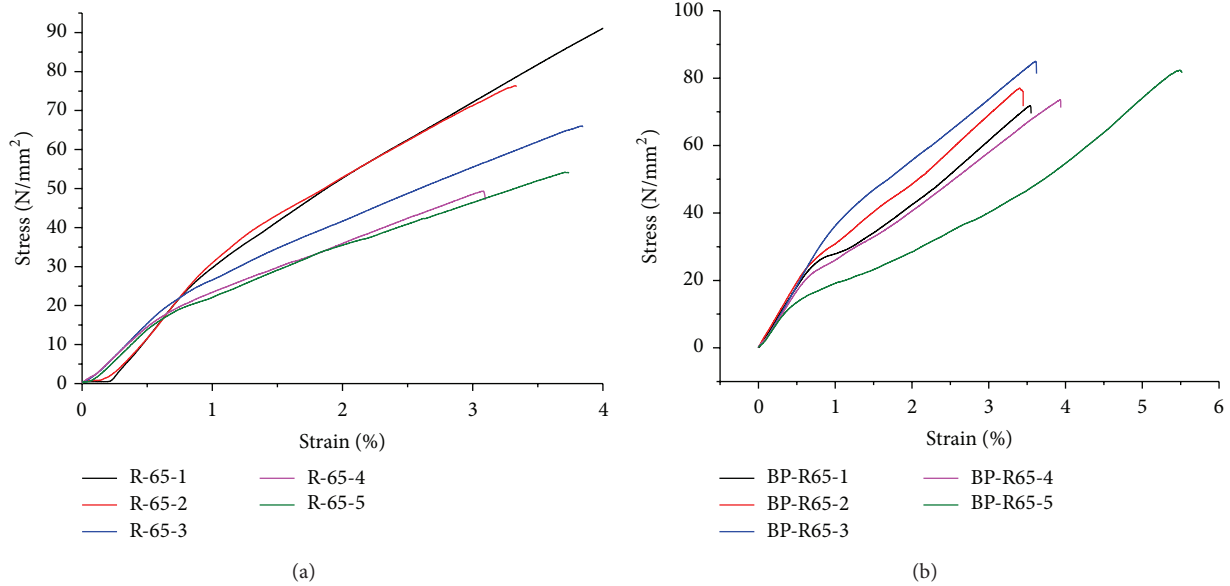 90
80
70
60
50
40
30
20
10
0
Stress (N/mm²)
0
1
2
3
4
Strain (%)
R-65-1
R-65-2
R-65-3
R-65-4
R-65-5
(a)
100
80
60
40
20
0
Stress (N/mm²)
0
1
2
3
4
5
6
Strain (%)
BP-R65-1
BP-R65-2
BP-R65-3
BP-R65-4
BP-R65-5
(b)